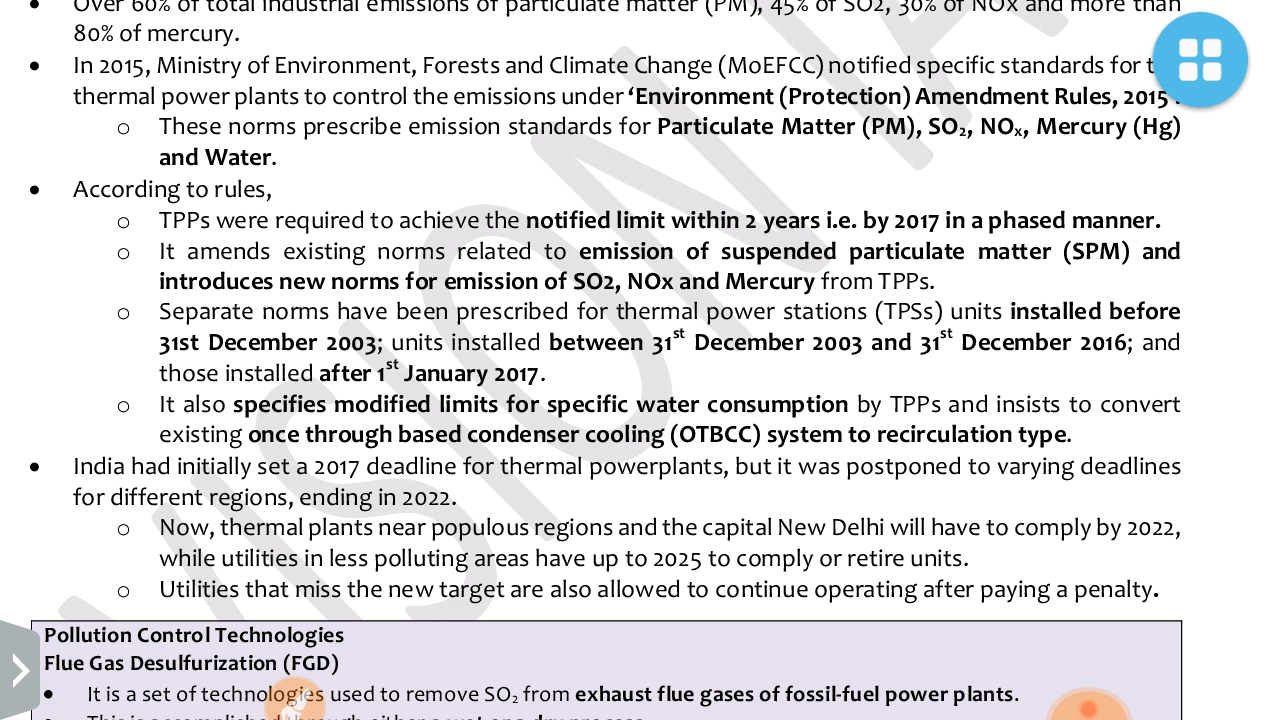 • Over 60% of total industrial emissions of particulate matter (PM), 45% of SO2, 30% of NOx and more than
80% of mercury.
• In 2015, Ministry of Environment, Forests and Climate Change (MoEFCC) notified specific standards for
thermal power plants to control the emissions under ‘Environment (Protection) Amendment Rules, 2015’.
o These norms prescribe emission standards for Particulate Matter (PM), SO₂, NOₓ, Mercury (Hg)
and Water.
• According to rules,
o TPPs were required to achieve the notified limit within 2 years i.e. by 2017 in a phased manner.
o It amends existing norms related to emission of suspended particulate matter (SPM) and
introduces new norms for emission of SO2, NOx and Mercury from TPPs.
o Separate norms have been prescribed for thermal power stations (TPSs) units installed before
31st December 2003; units installed between 31st December 2003 and 31st December 2016; and
those installed after 1st January 2017.
o It also specifies modified limits for specific water consumption by TPPs and insists to convert
existing once through based condenser cooling (OTBCC) system to recirculation type.
• India had initially set a 2017 deadline for thermal powerplants, but it was postponed to varying deadlines
for different regions, ending in 2022.
o Now, thermal plants near populous regions and the capital New Delhi will have to comply by 2022,
while utilities in less polluting areas have up to 2025 to comply or retire units.
o Utilities that miss the new target are also allowed to continue operating after paying a penalty.
Pollution Control Technologies
Flue Gas Desulfurization (FGD)
• It is a set of technologies used to remove SO₂ from exhaust flue gases of fossil-fuel power plants.
VISION IA